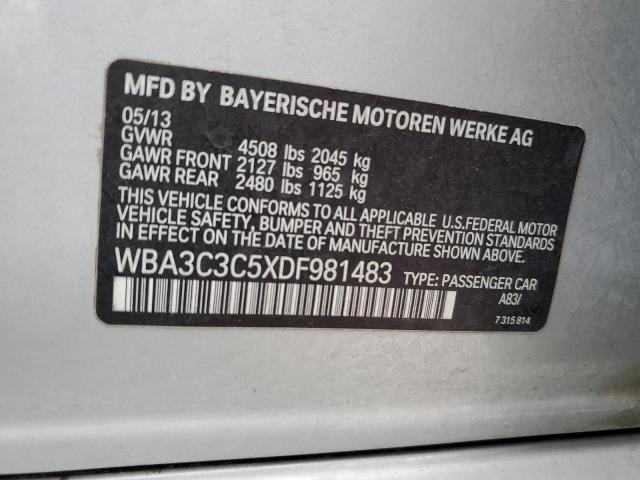 MFD BY BAYERISCHE MOTOREN WERKE AG
05/13
GVWR 4508 lbs 2045 kg
GAWR FRONT 2127 lbs 965 kg
GAWR REAR 2480 lbs 1125 kg
THIS VEHICLE CONFORMS TO ALL APPLICABLE U.S.FEDERAL MOTOR
VEHICLE SAFETY, BUMPER AND THEFT PREVENTION STANDARDS
IN EFFECT ON THE DATE OF MANUFACTURE SHOWN ABOVE.
WBA3C3C5XDF981483 TYPE: PASSENGER CAR
A83/
7 315 814